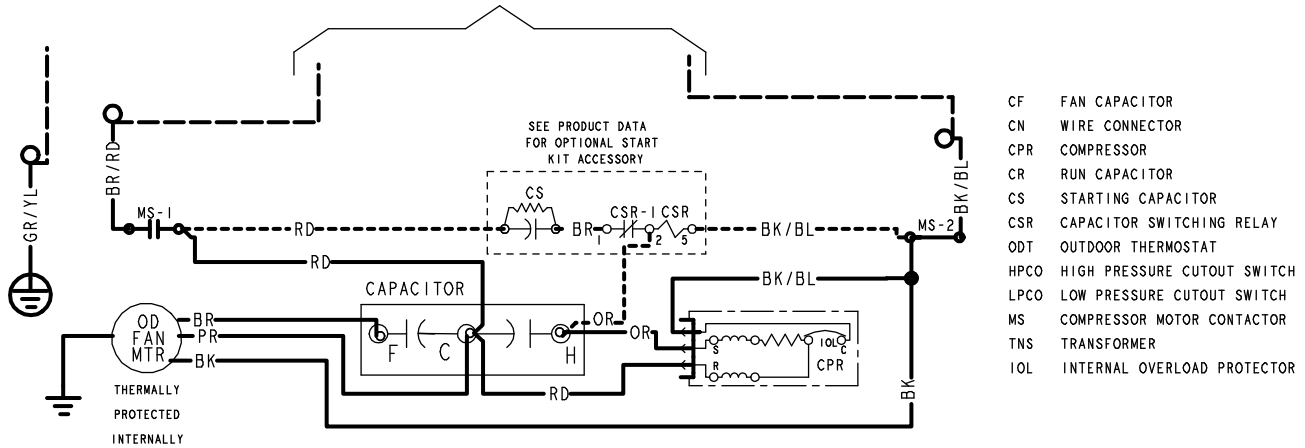 SEE PRODUCT DATA
FOR OPTIONAL START
KIT ACCESSORY
GR/YL
BR/RD
MS-1
RD
CS
BR
CSR-1
CSR
1
2
5
BK/BL
MS-2
BK/BL
RD
BK/BL
CAPACITOR
F
C
H
OR
OR
OD
FAN
MTR
BR
PR
BK
THERMALLY
PROTECTED
INTERNALLY
RD
S
R
IOL
C
CPR
BK
CF FAN CAPACITOR
CN WIRE CONNECTOR
CPR COMPRESSOR
CR RUN CAPACITOR
CS STARTING CAPACITOR
CSR CAPACITOR SWITCHING RELAY
ODT OUTDOOR THERMOSTAT
HPCO HIGH PRESSURE CUTOUT SWITCH
LPCO LOW PRESSURE CUTOUT SWITCH
MS COMPRESSOR MOTOR CONTACTOR
TNS TRANSFORMER
IOL INTERNAL OVERLOAD PROTECTOR